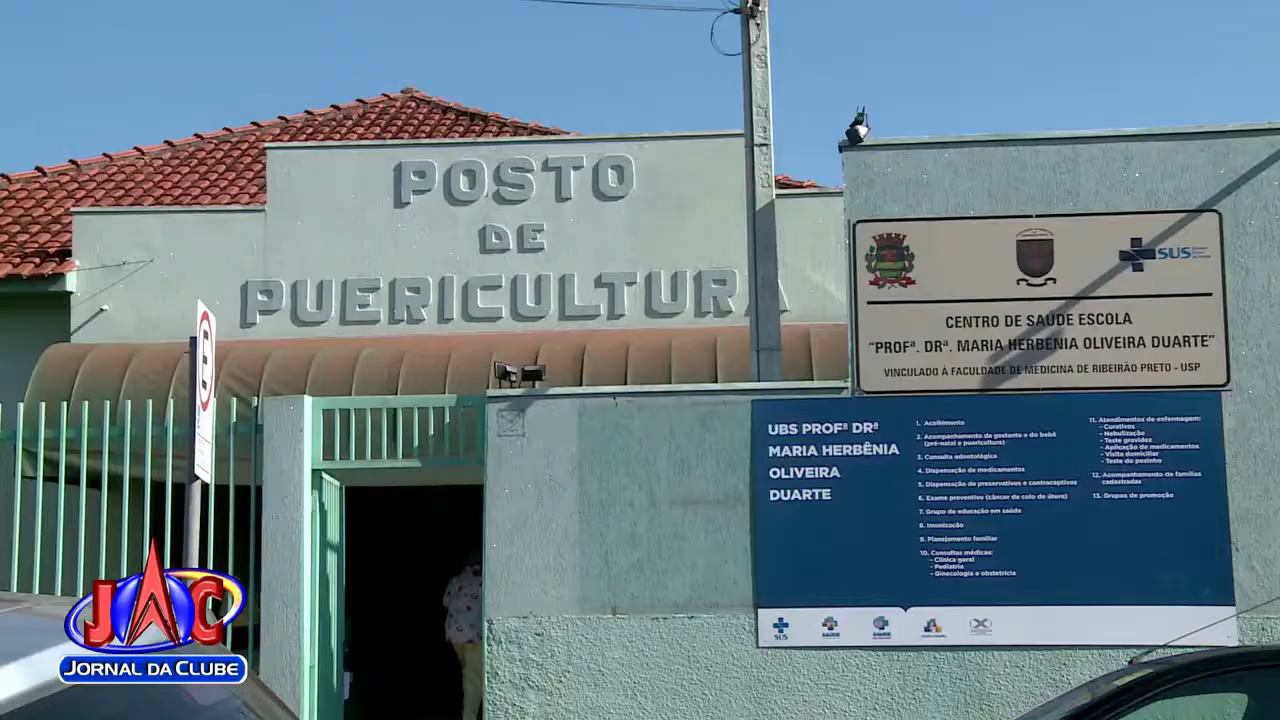 POSTO
DE
PUERICULTURA
E
SUS
CENTRO DE SAÚDE ESCOLA
"PROFª. DRª. MARIA HERBENIA OLIVEIRA DUARTE"
VINCULADO À FACULDADE DE MEDICINA DE RIBEIRÃO PRETO - USP
UBS PROFª DRª
MARIA HERBÊNIA
OLIVEIRA
DUARTE
1. Acolhimento
2. Acompanhamento da gestante e do bebê
(pré-natal e puericultura)
3. Consulta odontológica
4. Dispensação de medicamentos
5. Dispensação de preservativos e contraceptivos
6. Exame preventivo (câncer de colo de útero)
7. Grupo de educação em saúde
8. Imunização
9. Planejamento familiar
10. Consultas médicas:
- Clínica geral
- Pediatria
- Ginecologia e obstetrícia
11. Atendimentos de enfermagem:
- Curativos
- Nebulização
- Teste gravidez
- Aplicação de medicamentos
- Visita domiciliar
- Teste do pezinho
12. Acompanhamento de famílias
cadastradas
13. Grupos de promoção
SUS
SAÚDE
SAÚDE
JC
JORNAL DA CLUBE